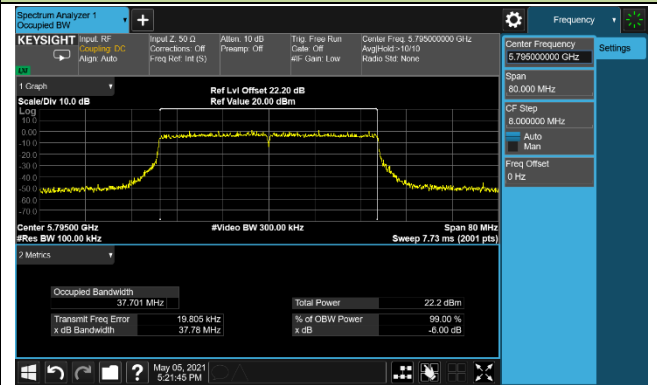 Spectrum Analyzer 1
Occupied BW
+
Frequency
KEYSIGHT
Input: RF
Coupling: DC
Align: Auto
Input Z: 50 Ω
Corrections: Off
Freq Ref: Int (S)
Atten: 10 dB
Preamp: Off
Trig: Free Run
Gate: Off
#IF Gain: Low
Center Freq: 5.795000000 GHz
Avg|Hold:>10/10
Radio Std: None
LXI
Center Frequency
5.795000000 GHz
Settings
Span
80.000 MHz
CF Step
8.000000 MHz
Auto
Man
Freq Offset
0 Hz
1 Graph
Scale/Div 10.0 dB
Ref Lvl Offset 22.20 dB
Ref Value 20.00 dBm
Log
10.0
0.00
-10.0
-20.0
-30.0
-40.0
-50.0
-60.0
-70.0
Center 5.79500 GHz
#Res BW 100.00 kHz
#Video BW 300.00 kHz
Span 80 MHz
Sweep 7.73 ms (2001 pts)
2 Metrics
Occupied Bandwidth
37.701 MHz
Total Power 22.2 dBm
Transmit Freq Error 19.805 kHz
% of OBW Power 99.00 %
x dB Bandwidth 37.78 MHz
x dB -6.00 dB
?
May 05, 2021
5:21:45 PM